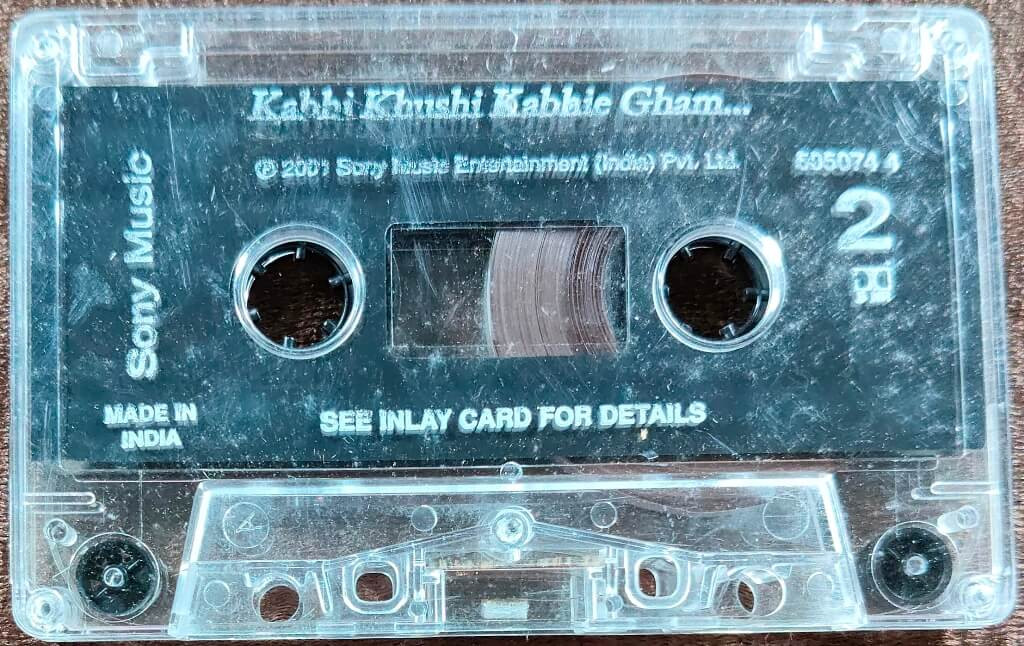 Kabhi Khushi Kabhie Gham...
℗ 2001 Sony Music Entertainment (India) Pvt. Ltd.
505074 4
2
B
Sony Music
MADE IN
INDIA
SEE INLAY CARD FOR DETAILS
A